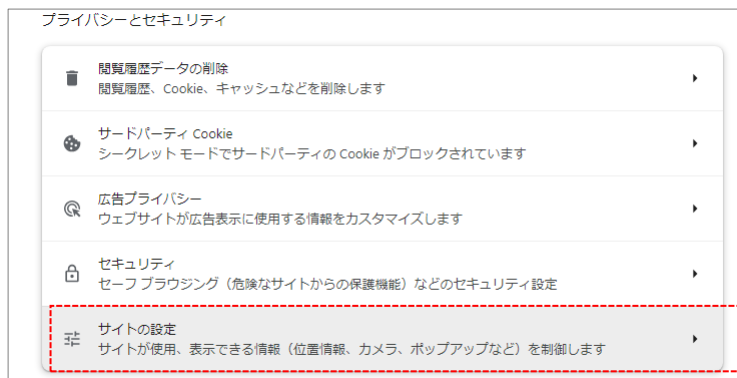 プライバシーとセキュリティ
閲覧履歴データの削除
閲覧履歴、Cookie、キャッシュなどを削除します
サードパーティ Cookie
シークレット モードでサードパーティの Cookie がブロックされています
広告プライバシー
ウェブサイトが広告表示に使用する情報をカスタマイズします
セキュリティ
セーフ ブラウジング（危険なサイトからの保護機能）などのセキュリティ設定
サイトの設定
サイトが使用、表示できる情報（位置情報、カメラ、ポップアップなど）を制御します